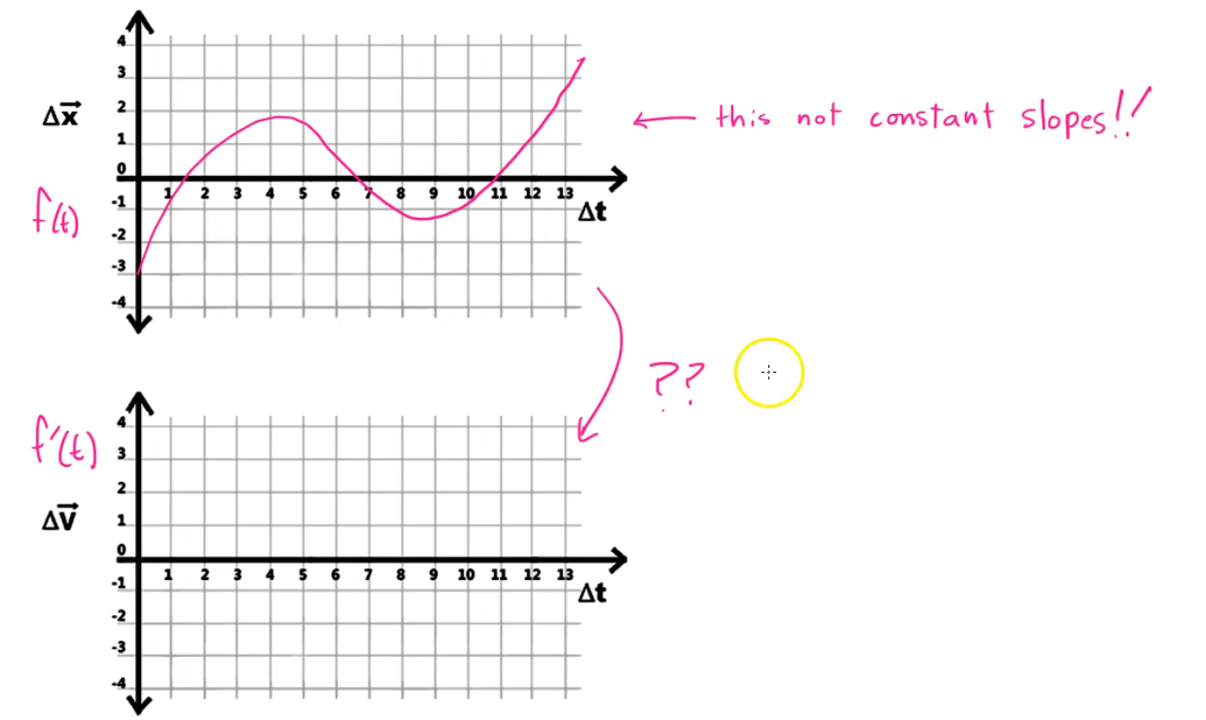 4
3
Δx⃗ 2 ← this not constant slopes!!
1
0
1 2 3 4 5 6 7 8 9 10 11 12 13
f(t) -1 Δt
-2
-3
-4
??
4
f'(t) 3
2
Δv⃗ 1
0
1 2 3 4 5 6 7 8 9 10 11 12 13
-1 Δt
-2
-3
-4